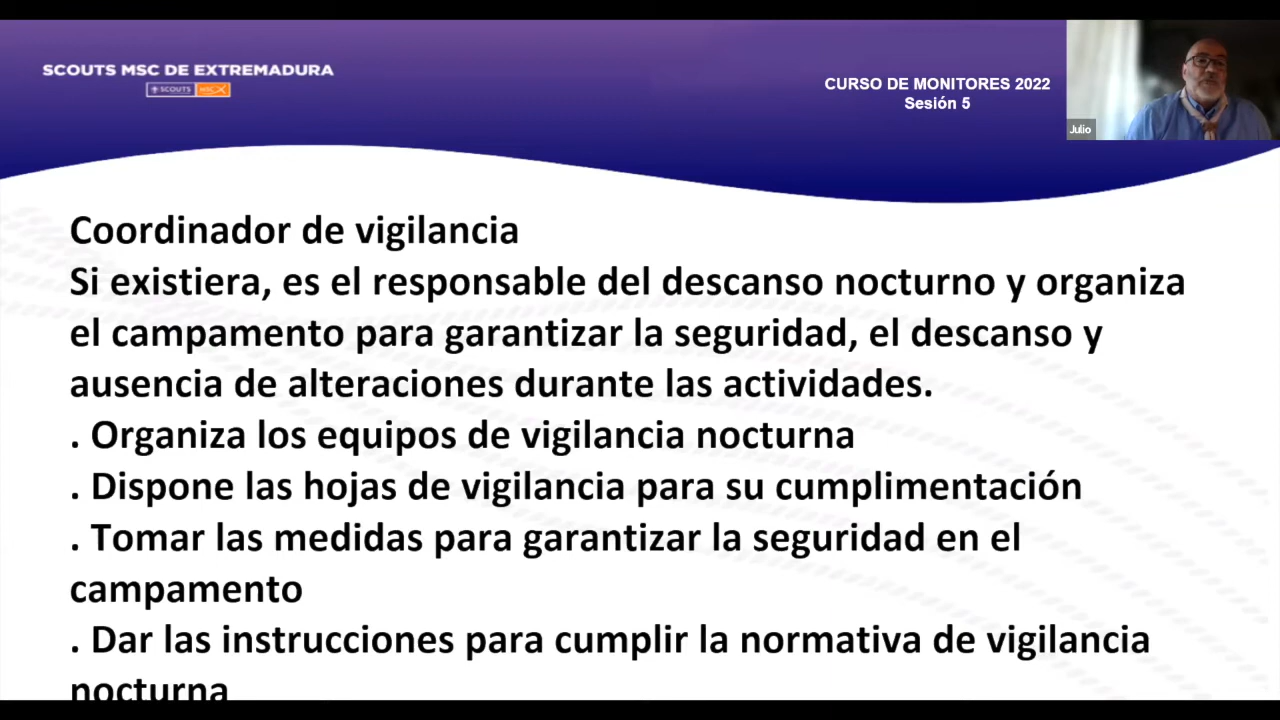 SCOUTS MSC DE EXTREMADURA
SCOUTS MSC
CURSO DE MONITORES 2022
Sesión 5
Julio
Coordinador de vigilancia
Si existiera, es el responsable del descanso nocturno y organiza
el campamento para garantizar la seguridad, el descanso y
ausencia de alteraciones durante las actividades.
. Organiza los equipos de vigilancia nocturna
. Dispone las hojas de vigilancia para su cumplimentación
. Tomar las medidas para garantizar la seguridad en el
campamento
. Dar las instrucciones para cumplir la normativa de vigilancia
nocturna